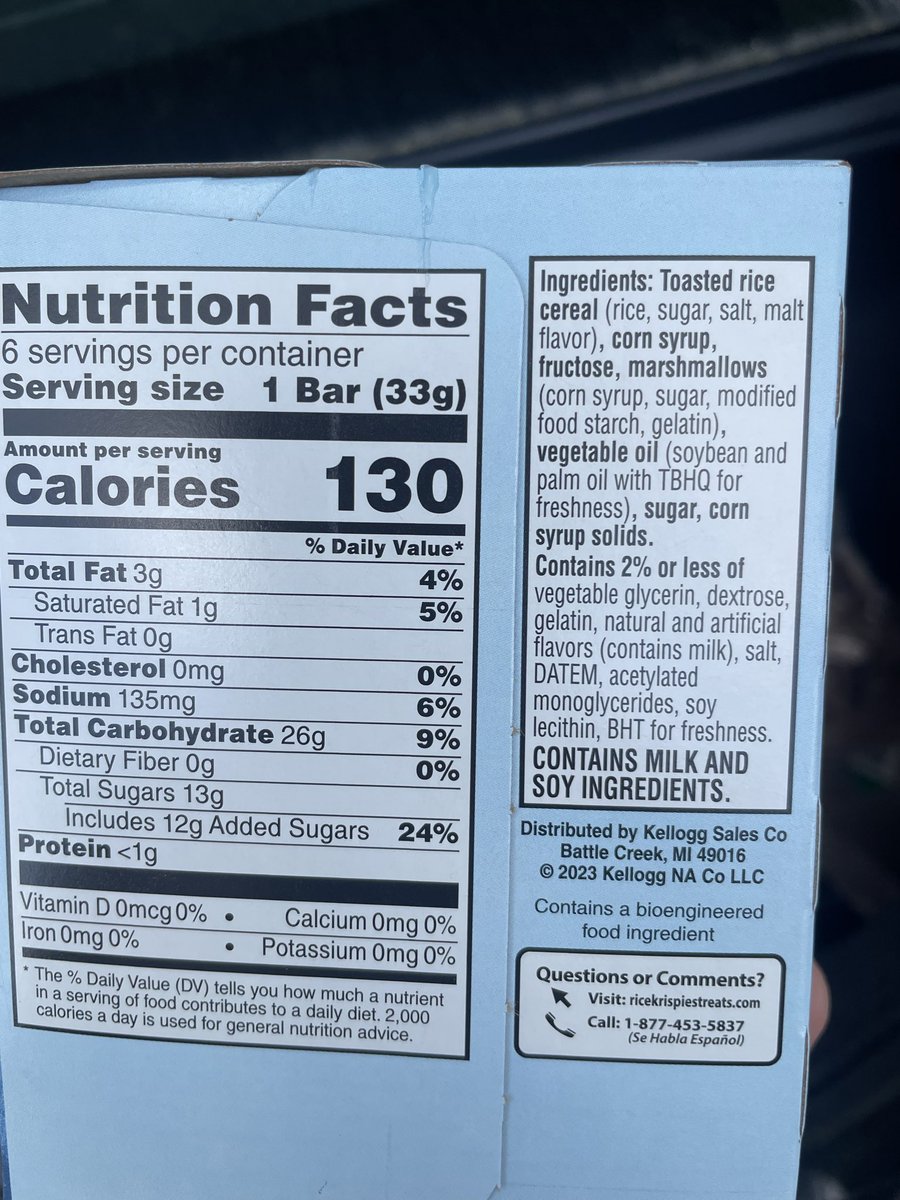 Nutrition Facts
6 servings per container
Serving size 1 Bar (33g)
Amount per serving
Calories 130
% Daily Value*
Total Fat 3g 4%
Saturated Fat 1g 5%
Trans Fat 0g
Cholesterol 0mg 0%
Sodium 135mg 6%
Total Carbohydrate 26g 9%
Dietary Fiber 0g 0%
Total Sugars 13g
Includes 12g Added Sugars 24%
Protein <1g
Vitamin D 0mcg 0% • Calcium 0mg 0%
Iron 0mg 0% • Potassium 0mg 0%
* The % Daily Value (DV) tells you how much a nutrient
in a serving of food contributes to a daily diet. 2,000
calories a day is used for general nutrition advice.
Ingredients: Toasted rice
cereal (rice, sugar, salt, malt
flavor), corn syrup,
fructose, marshmallows
(corn syrup, sugar, modified
food starch, gelatin),
vegetable oil (soybean and
palm oil with TBHQ for
freshness), sugar, corn
syrup solids.
Contains 2% or less of
vegetable glycerin, dextrose,
gelatin, natural and artificial
flavors (contains milk), salt,
DATEM, acetylated
monoglycerides, soy
lecithin, BHT for freshness.
CONTAINS MILK AND
SOY INGREDIENTS.
Distributed by Kellogg Sales Co
Battle Creek, MI 49016
© 2023 Kellogg NA Co LLC
Contains a bioengineered
food ingredient
Questions or Comments?
Visit: ricekrispiestreats.com
Call: 1-877-453-5837
(Se Habla Español)